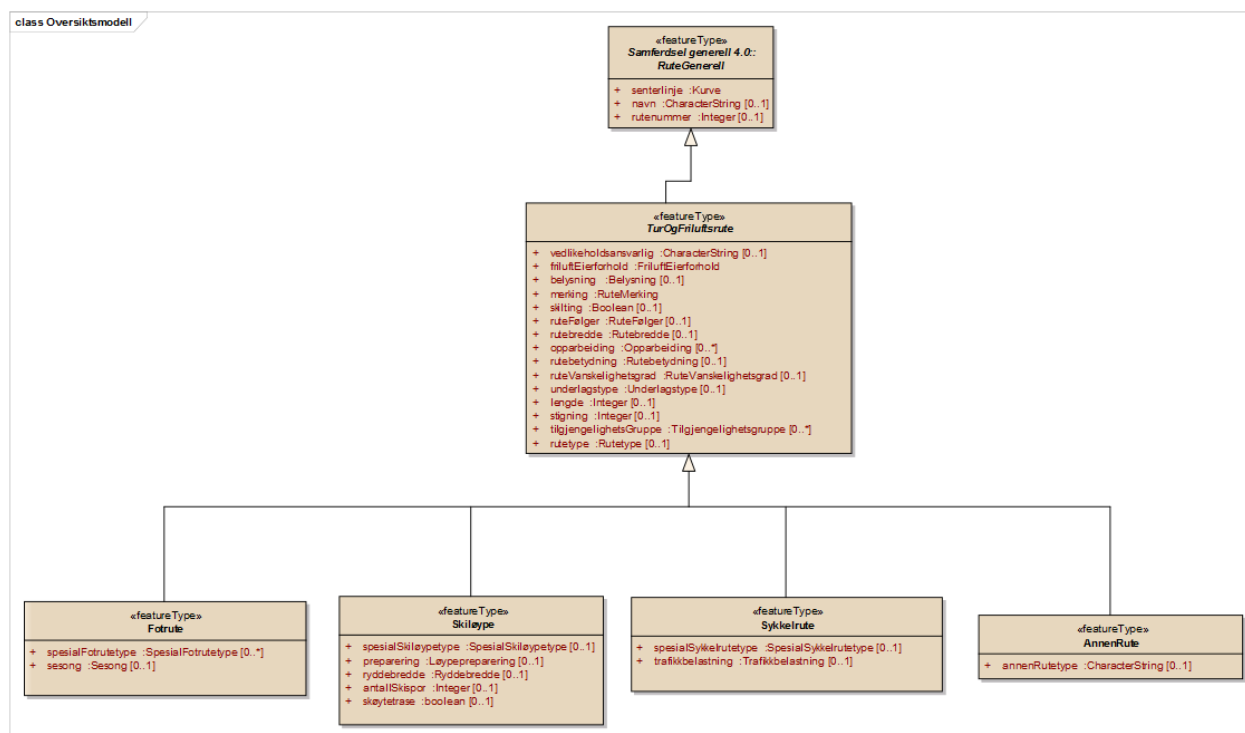 class Oversiktsmodell
«featureType»
Samferdsel generell 4.0::
RuteGenerell
+ senterlinje :Kurve
+ navn :CharacterString [0..1]
+ rutenummer :Integer [0..1]
«featureType»
TurOgFriluftsrute
+ vedlikeholdsansvarlig :CharacterString [0..1]
+ friluftEierforhold :FriluftEierforhold
+ belysning :Belysning [0..1]
+ merking :RuteMerking
+ skilting :Boolean [0..1]
+ ruteFølger :RuteFølger [0..1]
+ rutebredde :Rutebredde [0..1]
+ opparbeiding :Opparbeiding [0..*]
+ rutebetydning :Rutebetydning [0..1]
+ ruteVanskelighetsgrad :RuteVanskelighetsgrad [0..1]
+ underlagstype :Underlagstype [0..1]
+ lengde :Integer [0..1]
+ stigning :Integer [0..1]
+ tilgjengelighetsGruppe :Tilgjengelighetsgruppe [0..*]
+ rutetype :Rutetype [0..1]
«featureType»
Fotrute
+ spesialFotrutetype :SpesialFotrutetype [0..*]
+ sesong :Sesong [0..1]
«featureType»
Skiløype
+ spesialSkiløypetype :SpesialSkiløypetype [0..1]
+ preparering :Løypepreparering [0..1]
+ ryddebredde :Ryddebredde [0..1]
+ antallSkispor :Integer [0..1]
+ skøytetrase :boolean [0..1]
«featureType»
Sykkelrute
+ spesialSykkelrutetype :SpesialSykkelrutetype [0..1]
+ trafikkbelastning :Trafikkbelastning [0..1]
«featureType»
AnnenRute
+ annenRutetype :CharacterString [0..1]